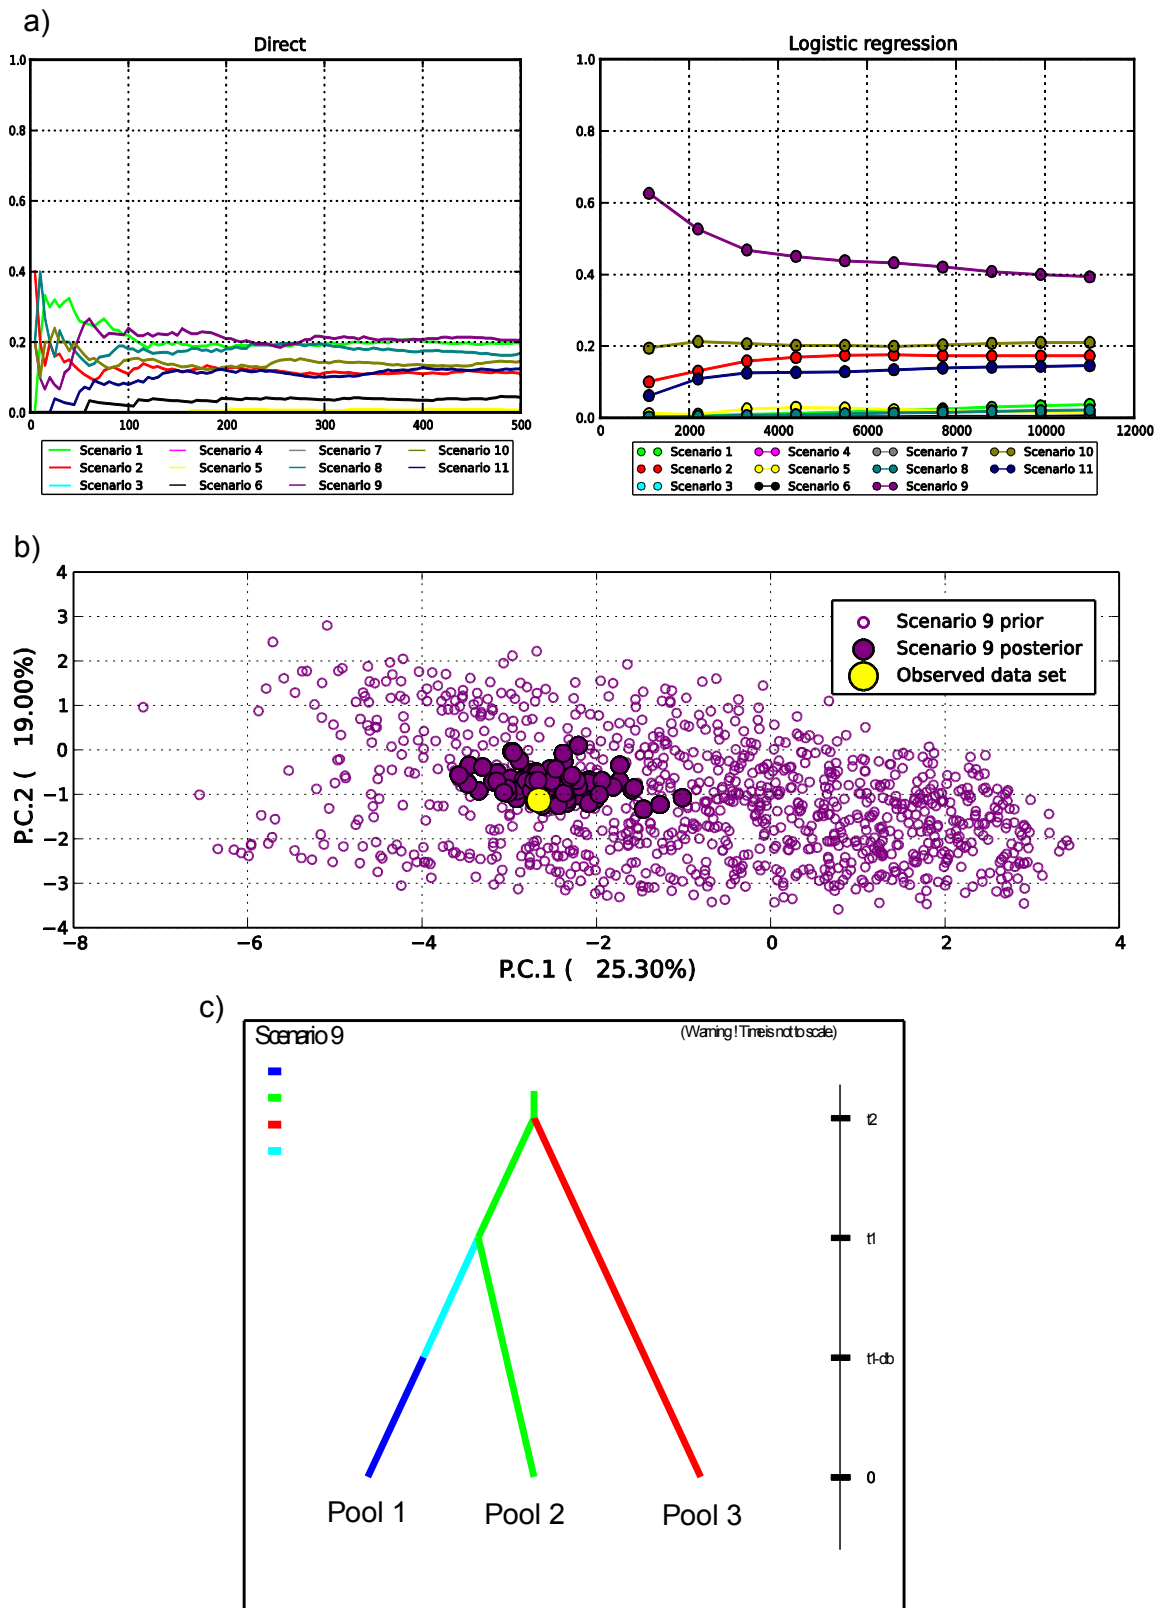 a)
Direct
Logistic regression
1.0
0.8
0.6
0.4
0.2
0.0
0 100 200 300 400 500
1.0
0.8
0.6
0.4
0.2
0.0
0 2000 4000 6000 8000 10000 12000
Scenario 1 Scenario 4 Scenario 7 Scenario 10
Scenario 2 Scenario 5 Scenario 8 Scenario 11
Scenario 3 Scenario 6 Scenario 9
Scenario 1 Scenario 4 Scenario 7 Scenario 10
Scenario 2 Scenario 5 Scenario 8 Scenario 11
Scenario 3 Scenario 6 Scenario 9
b)
P.C.2 ( 19.00%)
4
3
2
1
0
−1
−2
−3
−4
−8 −6 −4 −2 0 2 4
P.C.1 ( 25.30%)
Scenario 9 prior
Scenario 9 posterior
Observed data set
c)
Scenario 9
(Warning ! Time is not to scale.)
t2
t1
t1-db
0
Pool 1 Pool 2 Pool 3